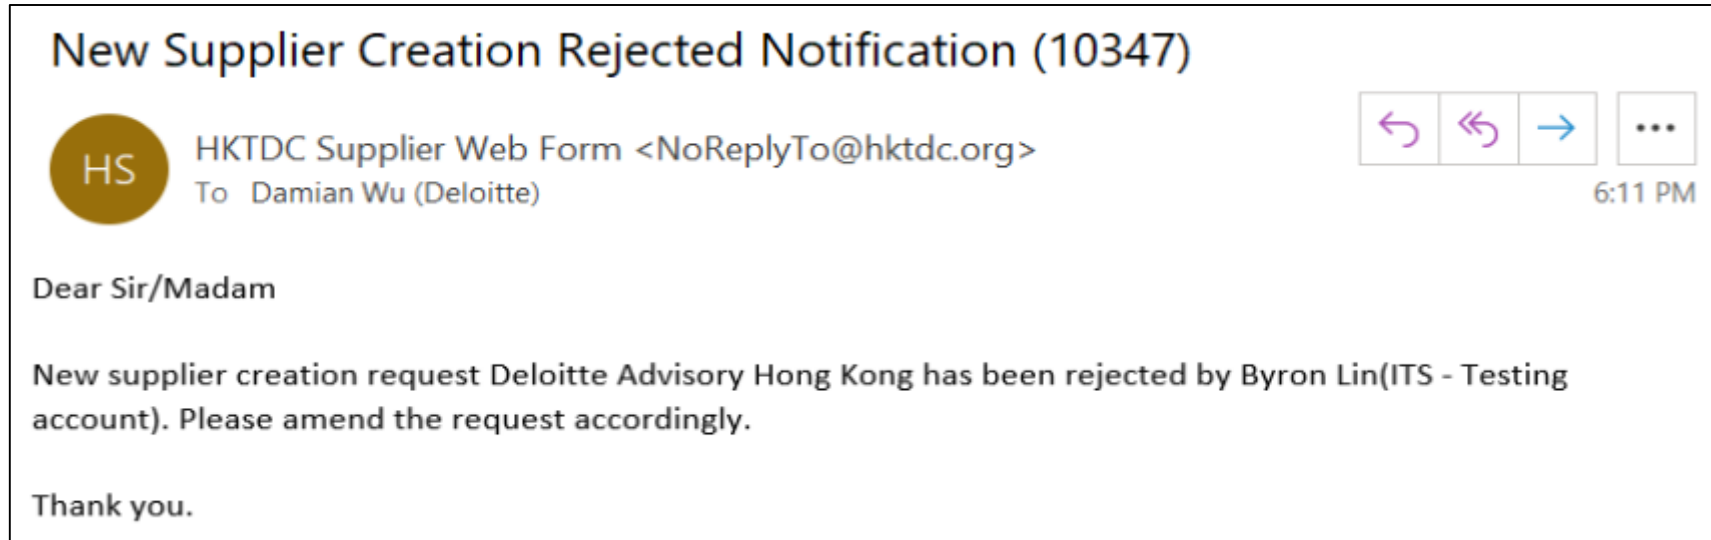 New Supplier Creation Rejected Notification (10347)
HS
HKTDC Supplier Web Form <NoReplyTo@hktdc.org>
To Damian Wu (Deloitte)
6:11 PM
Dear Sir/Madam
New supplier creation request Deloitte Advisory Hong Kong has been rejected by Byron Lin(ITS - Testing
account). Please amend the request accordingly.
Thank you.